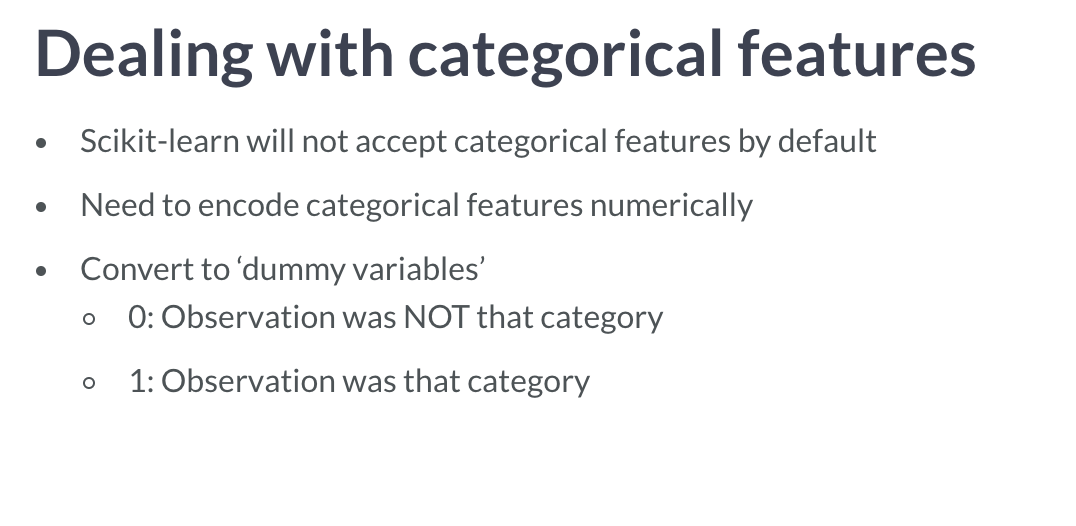 Dealing with categorical features
• Scikit-learn will not accept categorical features by default
• Need to encode categorical features numerically
• Convert to ‘dummy variables’
○ 0: Observation was NOT that category
○ 1: Observation was that category